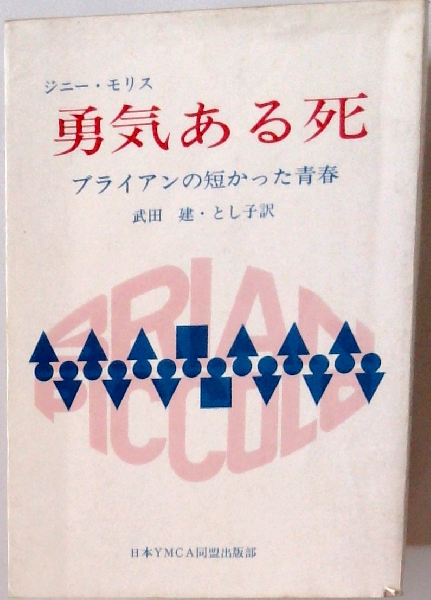 ジニー・モリス
勇気ある死
ブライアンの短かった青春
武田 建・とし子訳
BRIAN
PICCOLO
日本YMCA同盟出版部